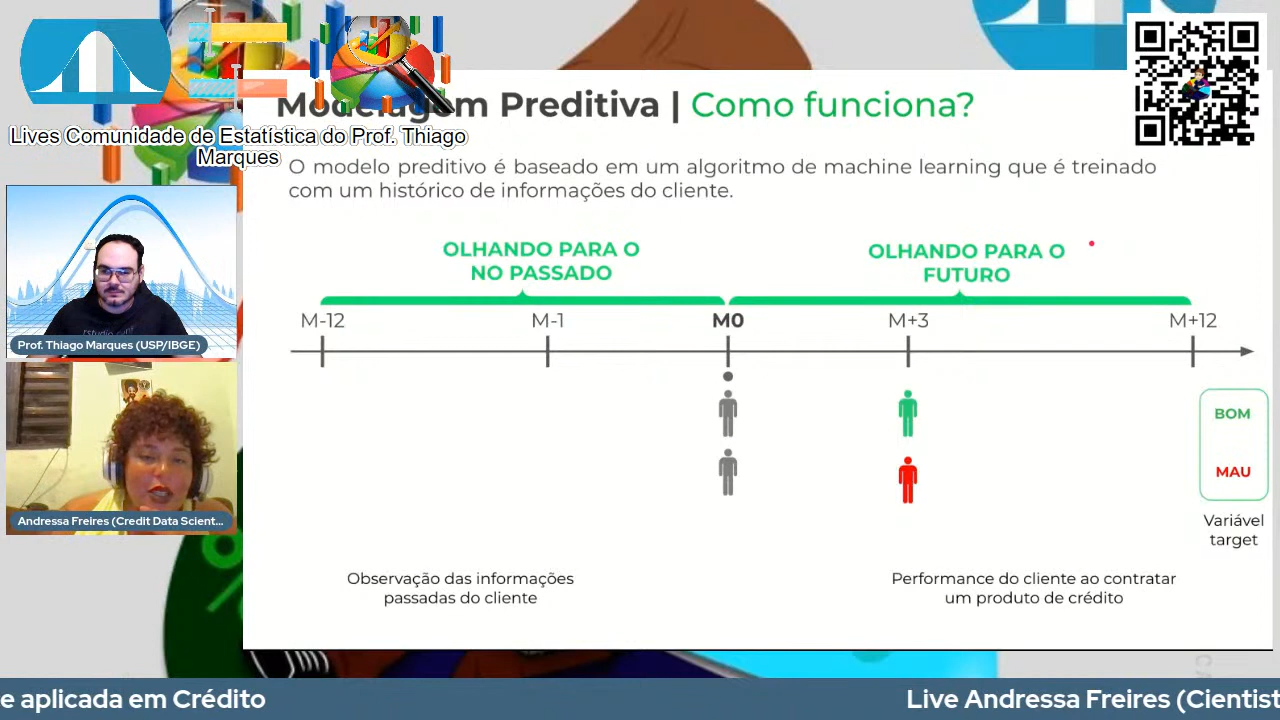 Lives Comunidade de Estatística do Prof. Thiago
Marques
Modelagem Preditiva | Como funciona?
O modelo preditivo é baseado em um algoritmo de machine learning que é treinado
com um histórico de informações do cliente.
OLHANDO PARA O
NO PASSADO
OLHANDO PARA O
FUTURO
M-12
M-1
M0
M+3
M+12
BOM
MAU
Variável
target
Observação das informações
passadas do cliente
Performance do cliente ao contratar
um produto de crédito
Prof. Thiago Marques (USP/IBGE)
Andressa Freires (Credit Data Scient...
e aplicada em Crédito
Live Andressa Freires (Cientist